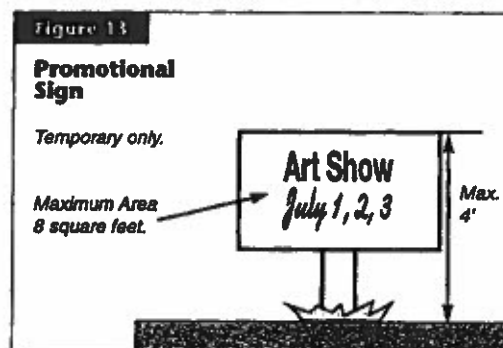 Figure 13
Promotional
Sign
Temporary only.
Maximum Area
8 square feet.
Art Show
July 1, 2, 3
Max.
4'